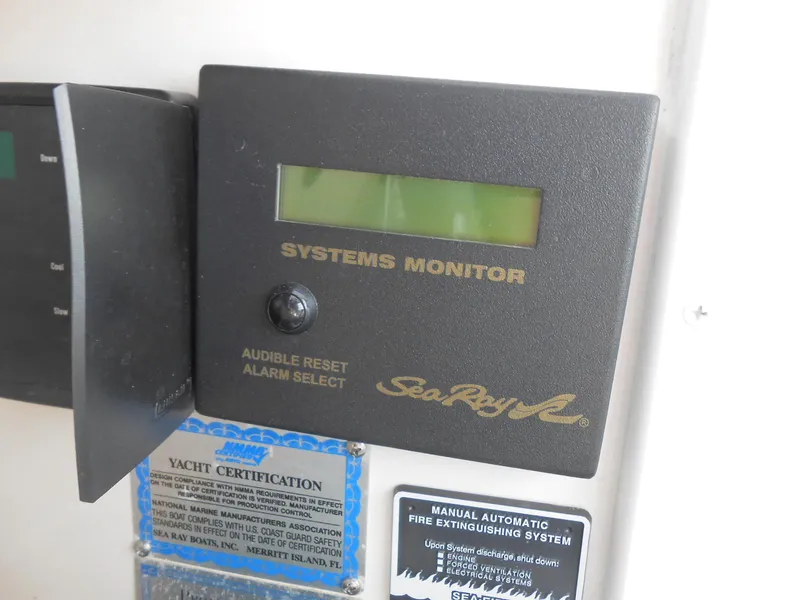 Down
Cool
Slow
SYSTEMS MONITOR
AUDIBLE RESET
ALARM SELECT
Sea Ray ®
NMMA
YACHT CERTIFICATION
DESIGN COMPLIANCE WITH NMMA REQUIREMENTS IN EFFECT
ON THE DATE OF CERTIFICATION IS VERIFIED. MANUFACTURER
RESPONSIBLE FOR PRODUCTION CONTROL
NATIONAL MARINE MANUFACTURERS ASSOCIATION
THIS BOAT COMPLIES WITH U.S. COAST GUARD SAFETY
STANDARDS IN EFFECT ON THE DATE OF CERTIFICATION
SEA RAY BOATS, INC. MERRITT ISLAND, FL
MANUAL AUTOMATIC
FIRE EXTINGUISHING SYSTEM
Upon System discharge, shut down:
ENGINE
FORCED VENTILATION
ELECTRICAL SYSTEMS